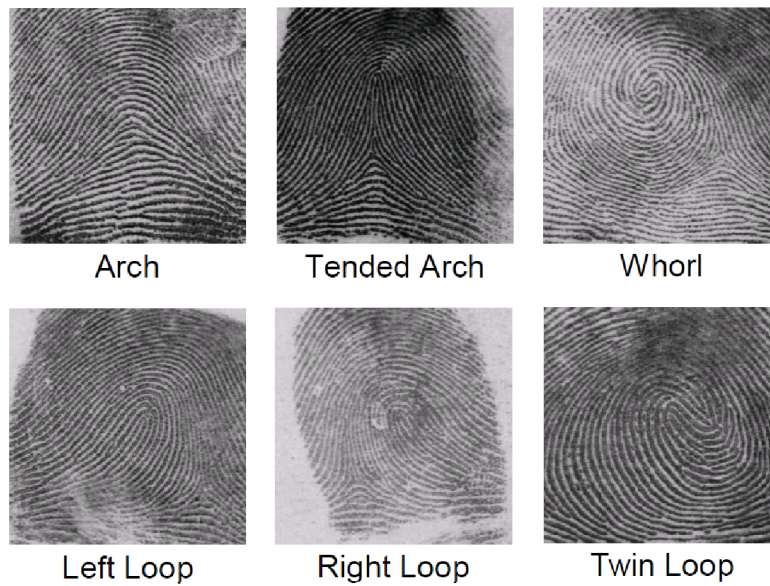 Arch
Tended Arch
Whorl
Left Loop
Right Loop
Twin Loop